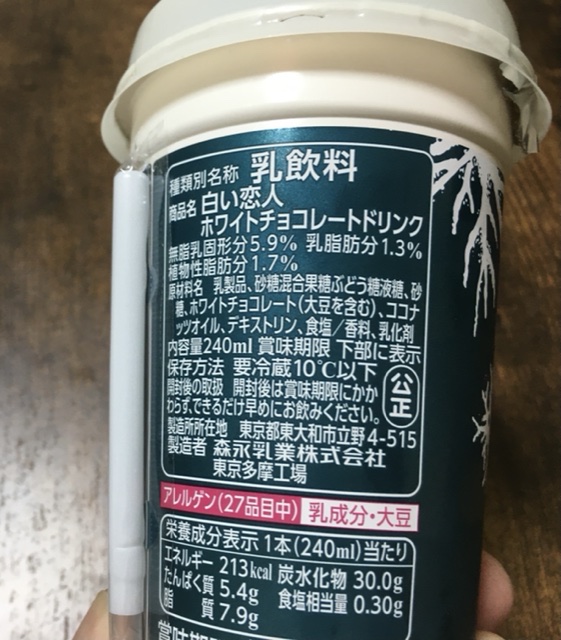 種類別名称 乳飲料
商品名 白い恋人
ホワイトチョコレートドリンク
無脂乳固形分5.9% 乳脂肪分1.3%
植物性脂肪分1.7%
原材料名 乳製品、砂糖混合果糖ぶどう糖液糖、砂
糖、ホワイトチョコレート(大豆を含む)、ココナ
ッツオイル、デキストリン、食塩/香料、乳化剤
内容量240ml 賞味期限 下部に表示
保存方法 要冷蔵10℃以下
開封後の取扱 開封後は賞味期限にかか
わらず、できるだけ早めにお飲みください。
公正
製造所所在地 東京都東大和市立野4-515
製造者 森永乳業株式会社
東京多摩工場
アレルゲン(27品目中) 乳成分・大豆
栄養成分表示 1本(240ml)当たり
エネルギー 213kcal 炭水化物 30.0g
たんぱく質 5.4g 食塩相当量 0.30g
脂質 7.9g